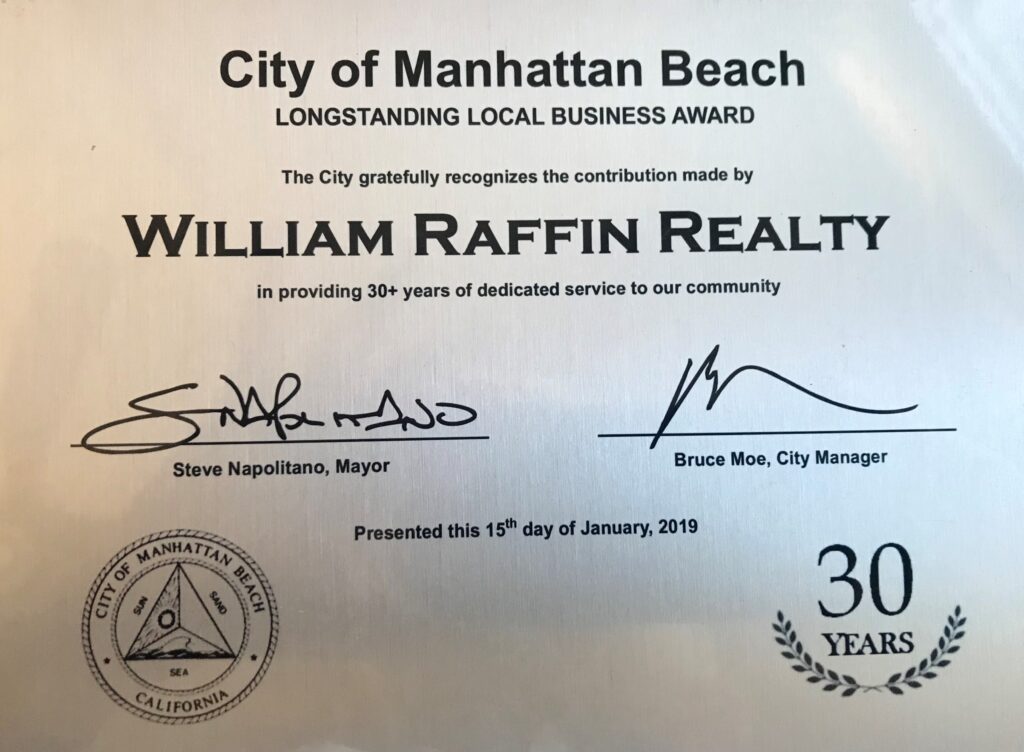 City of Manhattan Beach
LONGSTANDING LOCAL BUSINESS AWARD
The City gratefully recognizes the contribution made by
WILLIAM RAFFIN REALTY
in providing 30+ years of dedicated service to our community
S NAPOLITANO
Steve Napolitano, Mayor
Bruce Moe, City Manager
Presented this 15th day of January, 2019
CITY OF MANHATTAN BEACH
SUN
SAND
SEA
CALIFORNIA
30
YEARS